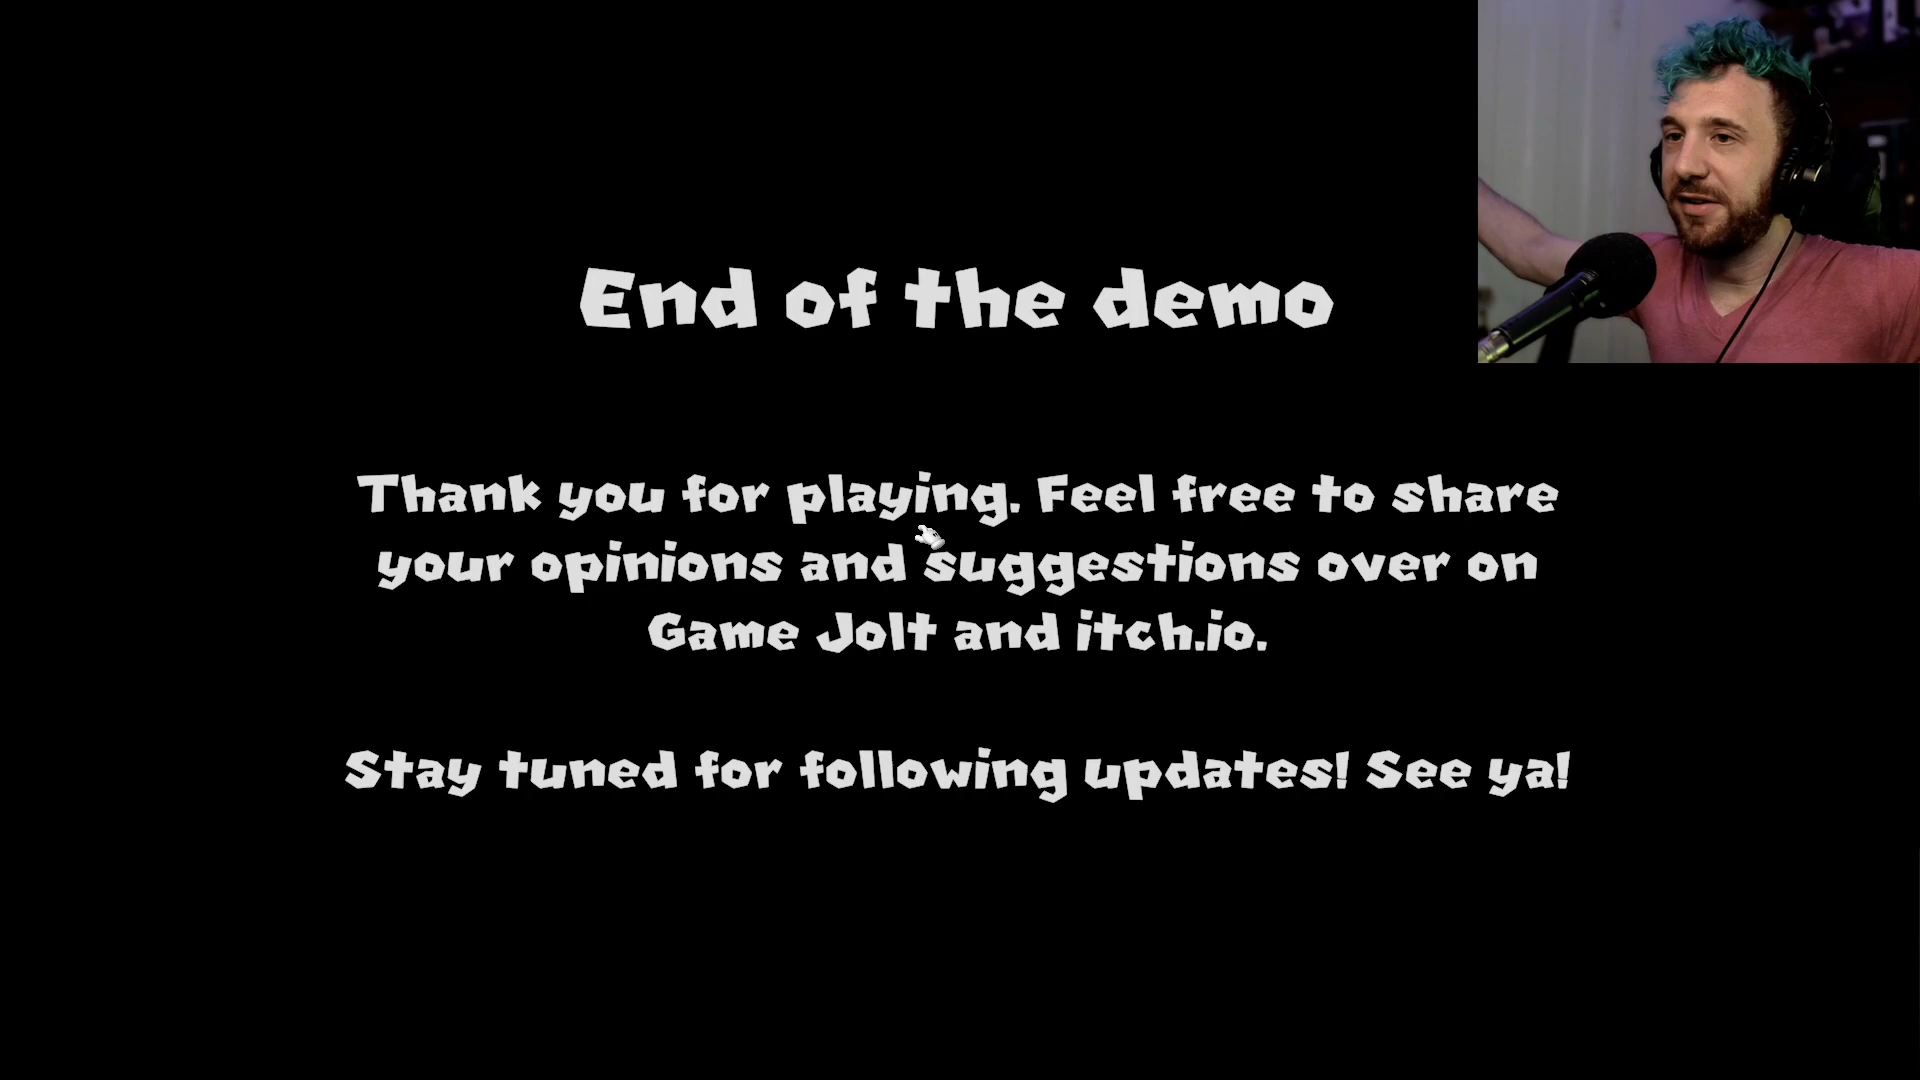 End of the demo
Thank you for playing. Feel free to share
your opinions and suggestions over on
Game Jolt and itch.io.
Stay tuned for following updates! See ya!